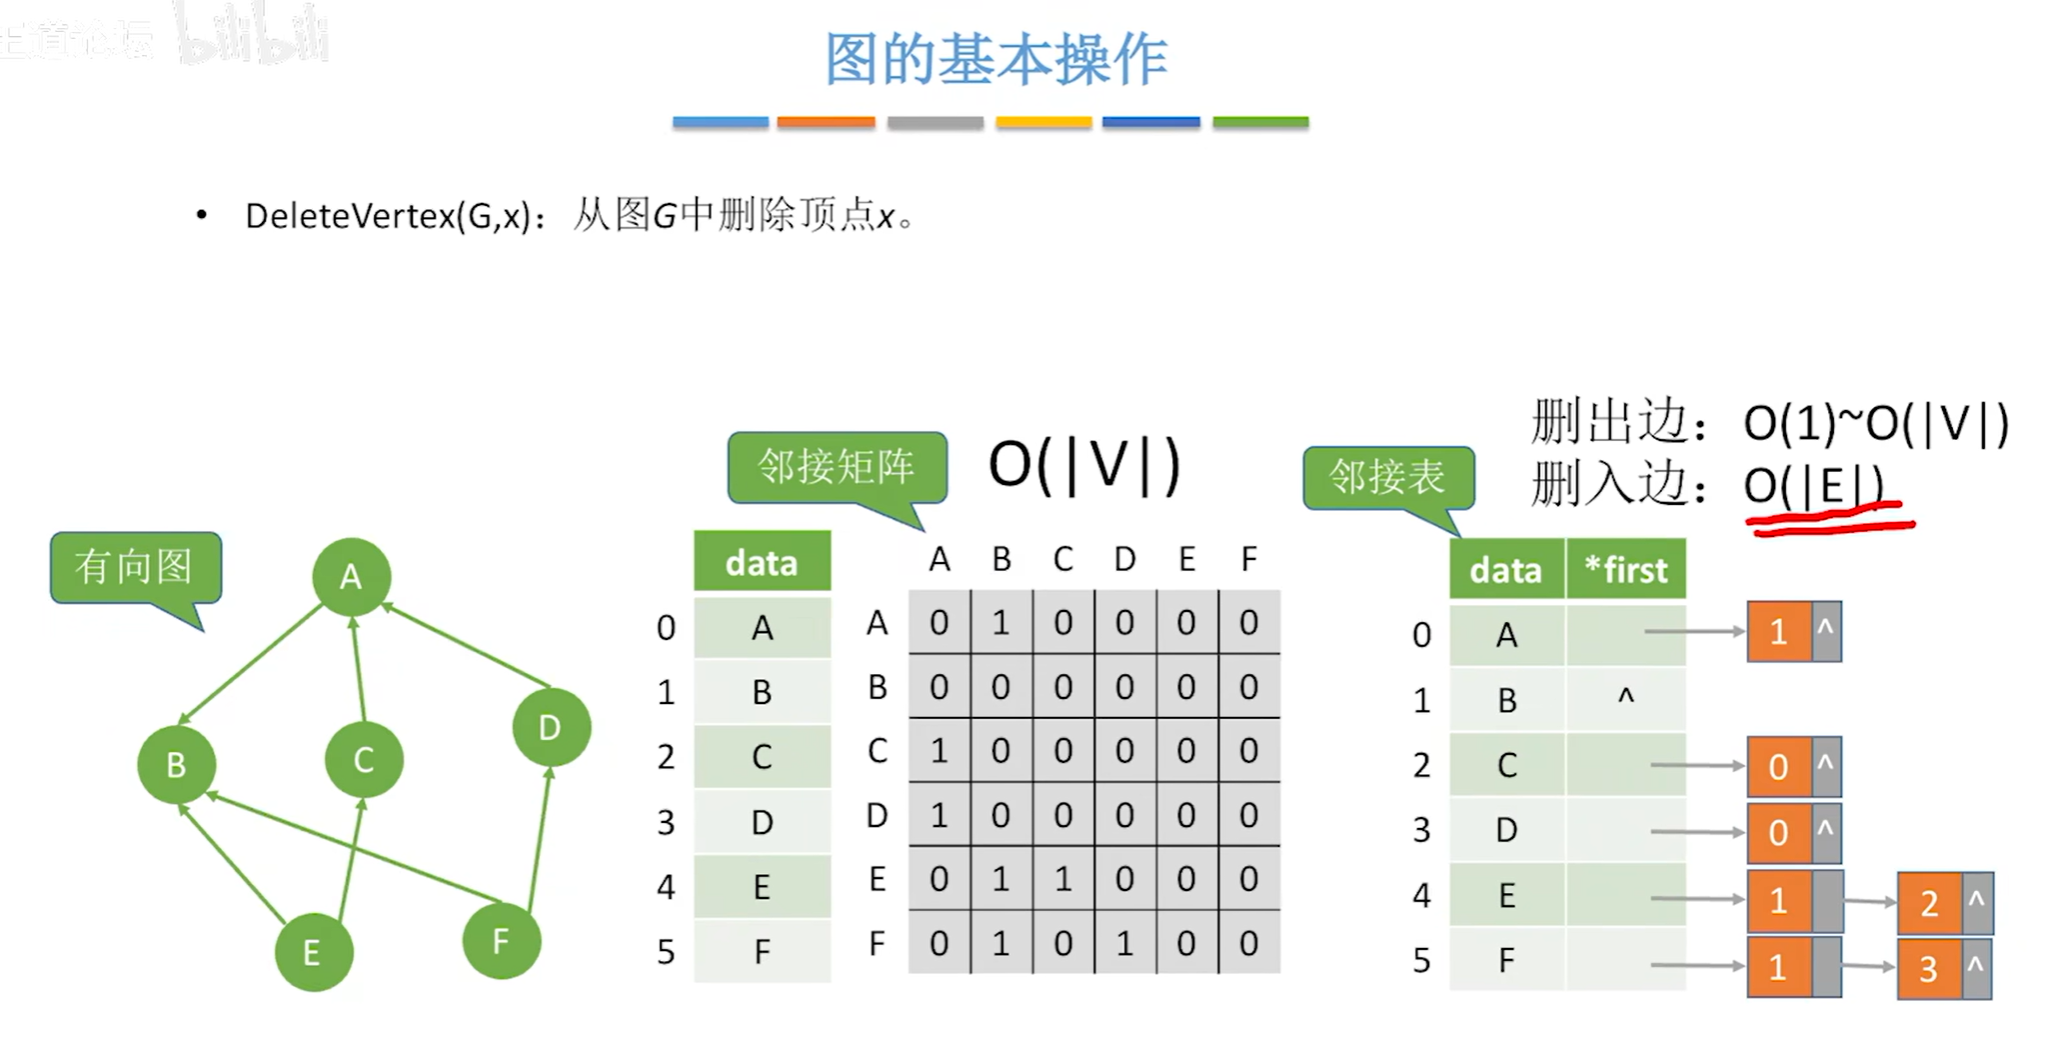 王道论坛 bilibili
图的基本操作
• DeleteVertex(G,x)：从图G中删除顶点x。
删出边：O(1)~O(|V|)
删入边：O(|E|)
邻接矩阵 O(|V|)
邻接表
有向图
A
B
C
D
E
F
data
0 A
1 B
2 C
3 D
4 E
5 F
A B C D E F
A 0 1 0 0 0 0
B 0 0 0 0 0 0
C 1 0 0 0 0 0
D 1 0 0 0 0 0
E 0 1 1 0 0 0
F 0 1 0 1 0 0
data *first
0 A 1 ^
1 B ^
2 C 0 ^
3 D 0 ^
4 E 1 2 ^
5 F 1 3 ^